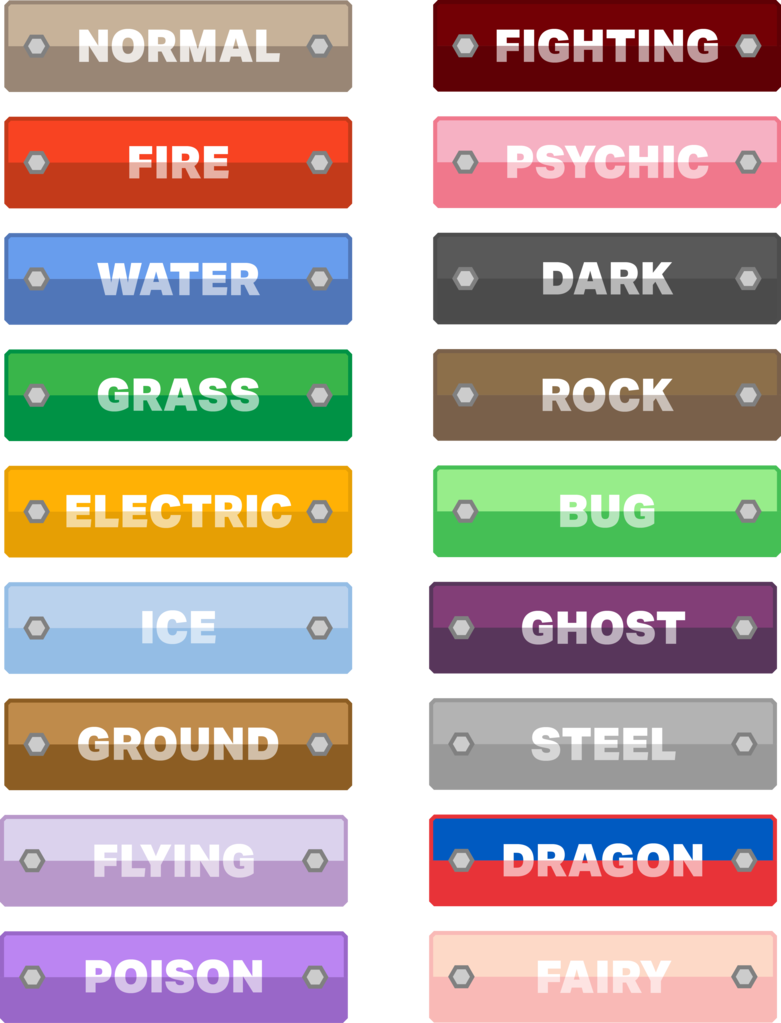 NORMAL
FIGHTING
FIRE
PSYCHIC
WATER
DARK
GRASS
ROCK
ELECTRIC
BUG
ICE
GHOST
GROUND
STEEL
FLYING
DRAGON
POISON
FAIRY